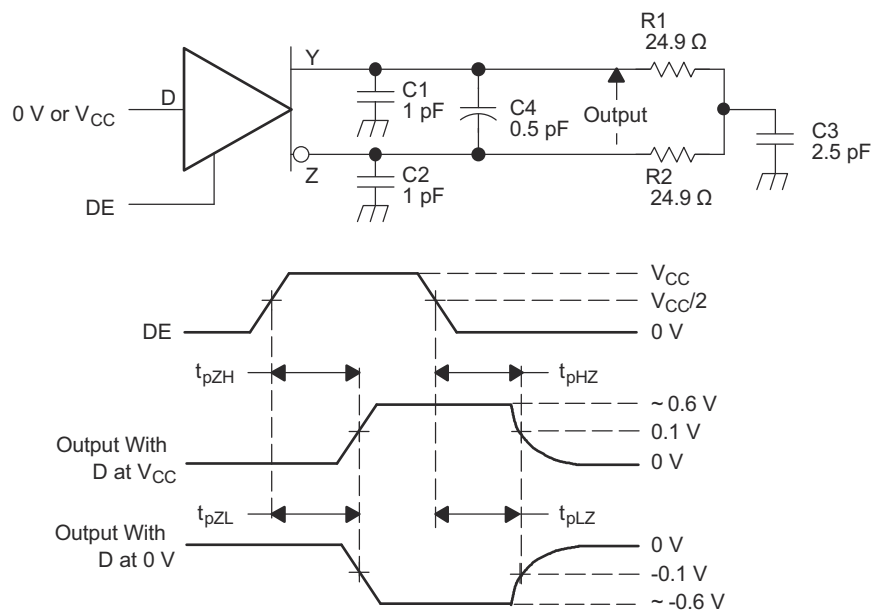 R1
24.9 Ω
Y
C1
1 pF
C4
0.5 pF
Output
0 V or VCC
D
C3
2.5 pF
Z
C2
1 pF
R2
24.9 Ω
DE
VCC
VCC/2
DE
0 V
tpZH
tpHZ
~ 0.6 V
0.1 V
Output With
D at VCC
0 V
tpZL
tpLZ
Output With
D at 0 V
0 V
-0.1 V
~ -0.6 V